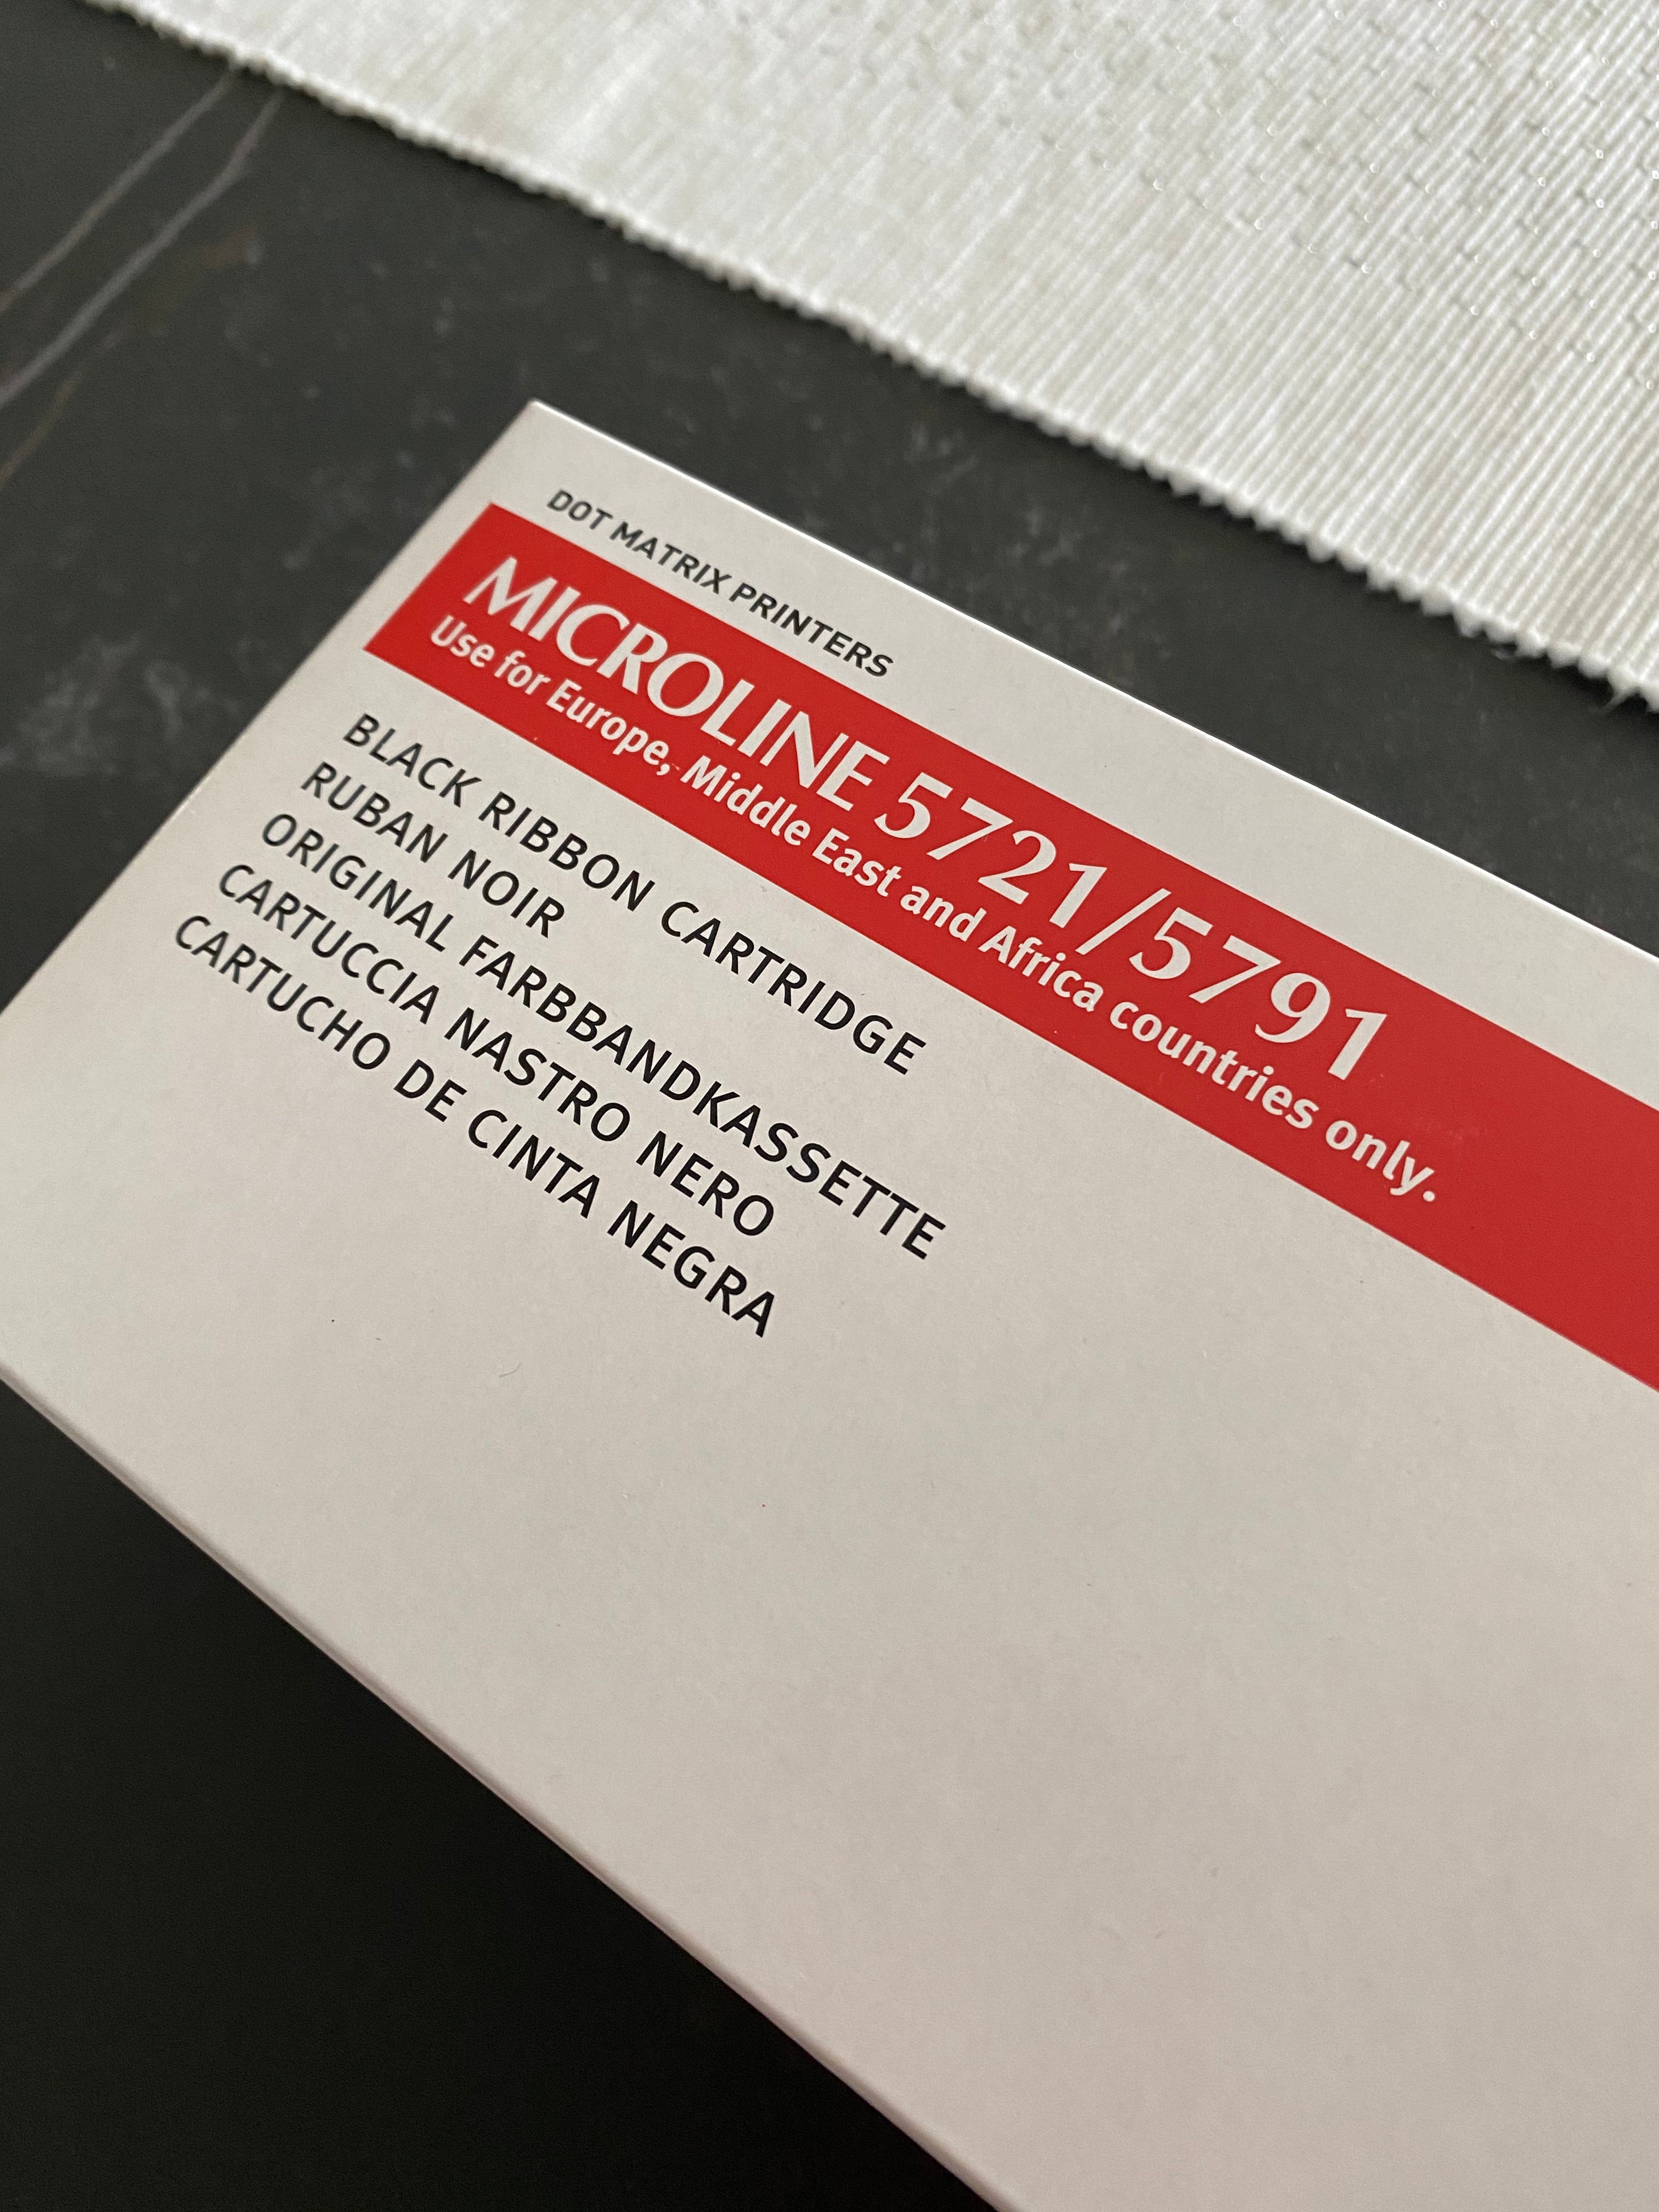 DOT MATRIX PRINTERS
MICROLINE 5721/5791
Use for Europe, Middle East and Africa countries only.
BLACK RIBBON CARTRIDGE
RUBAN NOIR
ORIGINAL FARBBANDKASSETTE
CARTUCCIA NASTRO NERO
CARTUCHO DE CINTA NEGRA